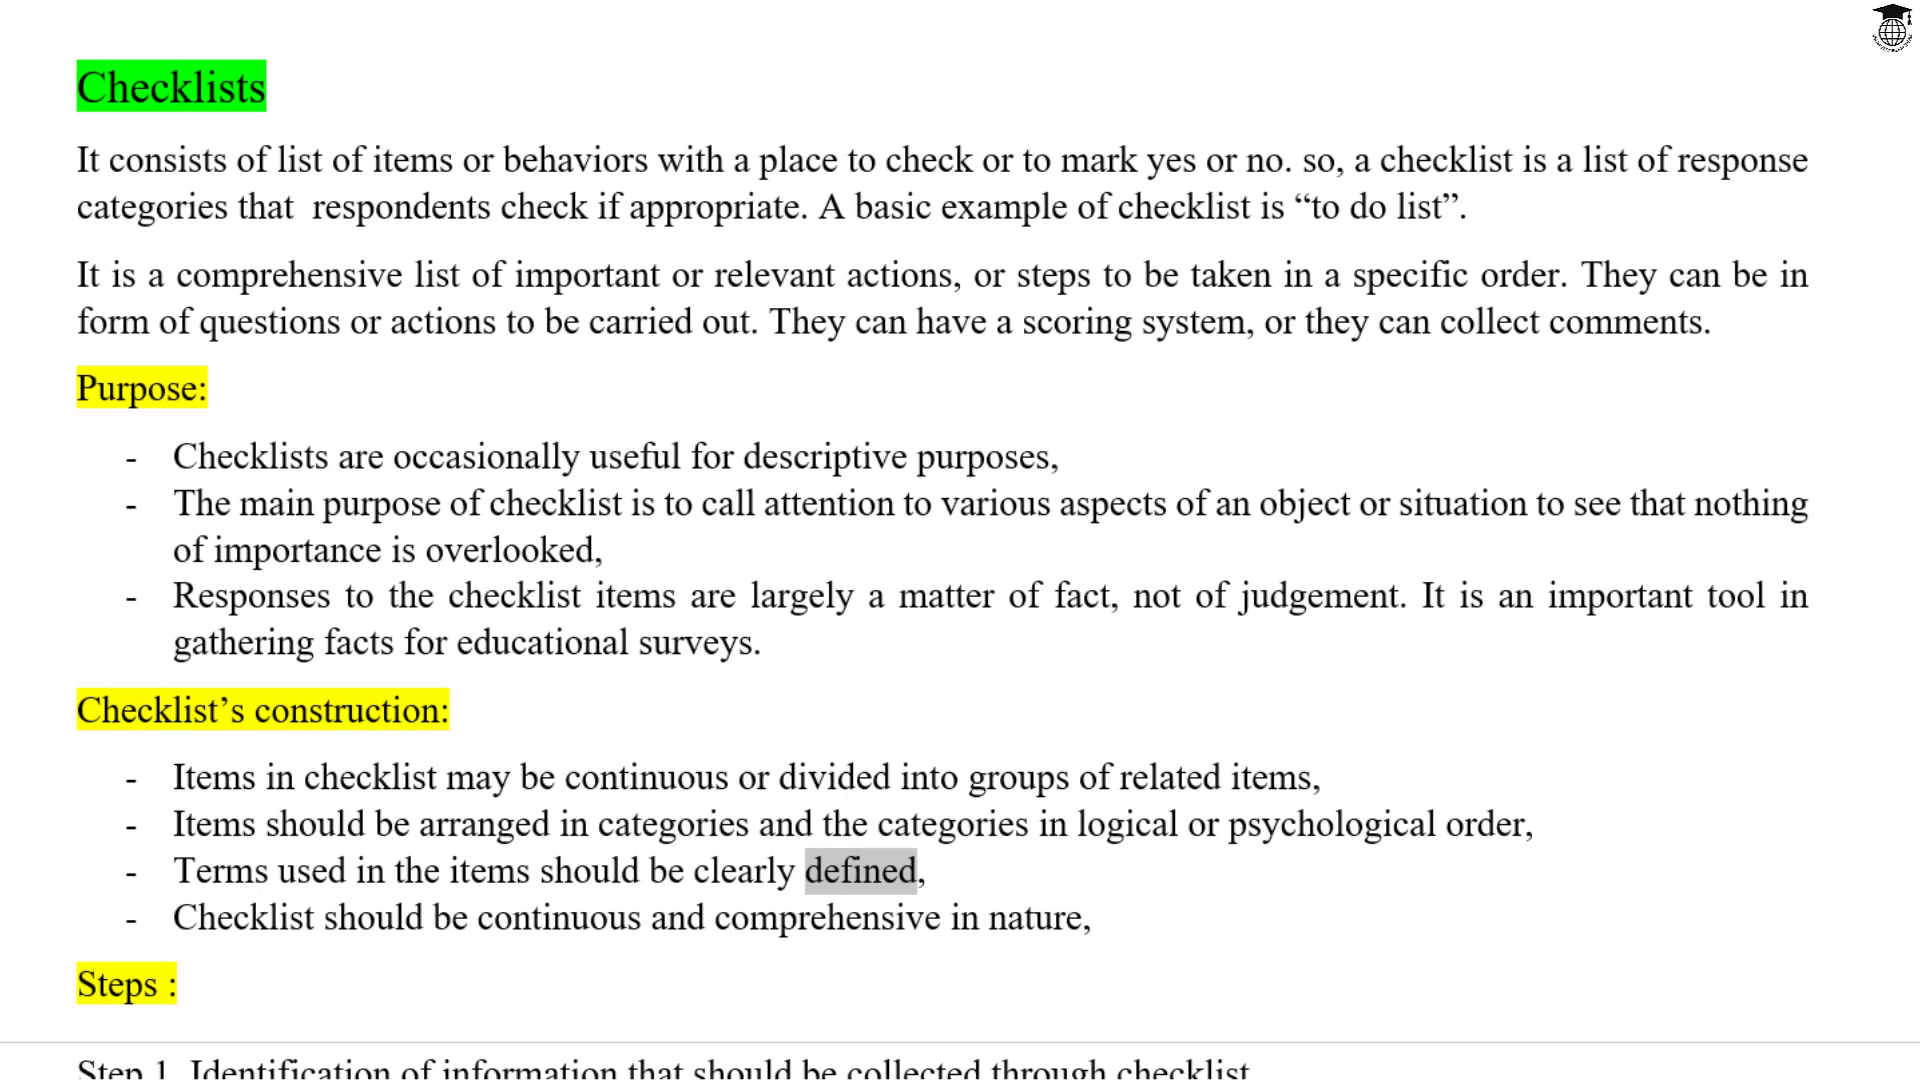 Checklists
It consists of list of items or behaviors with a place to check or to mark yes or no. so, a checklist is a list of response
categories that respondents check if appropriate. A basic example of checklist is “to do list”.
It is a comprehensive list of important or relevant actions, or steps to be taken in a specific order. They can be in
form of questions or actions to be carried out. They can have a scoring system, or they can collect comments.
Purpose:
- Checklists are occasionally useful for descriptive purposes,
- The main purpose of checklist is to call attention to various aspects of an object or situation to see that nothing
of importance is overlooked,
- Responses to the checklist items are largely a matter of fact, not of judgement. It is an important tool in
gathering facts for educational surveys.
Checklist’s construction:
- Items in checklist may be continuous or divided into groups of related items,
- Items should be arranged in categories and the categories in logical or psychological order,
- Terms used in the items should be clearly defined,
- Checklist should be continuous and comprehensive in nature,
Steps :
Step 1. Identification of information that should be collected through checklist